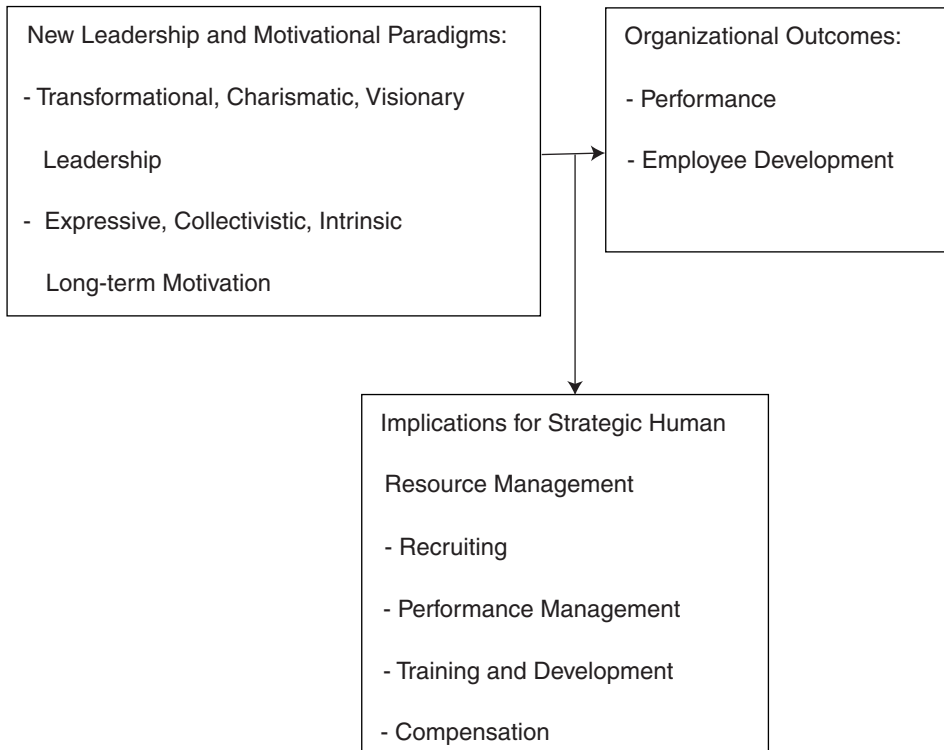 New Leadership and Motivational Paradigms:
- Transformational, Charismatic, Visionary
Leadership
- Expressive, Collectivistic, Intrinsic
Long-term Motivation
Organizational Outcomes:
- Performance
- Employee Development
Implications for Strategic Human
Resource Management
- Recruiting
- Performance Management
- Training and Development
- Compensation